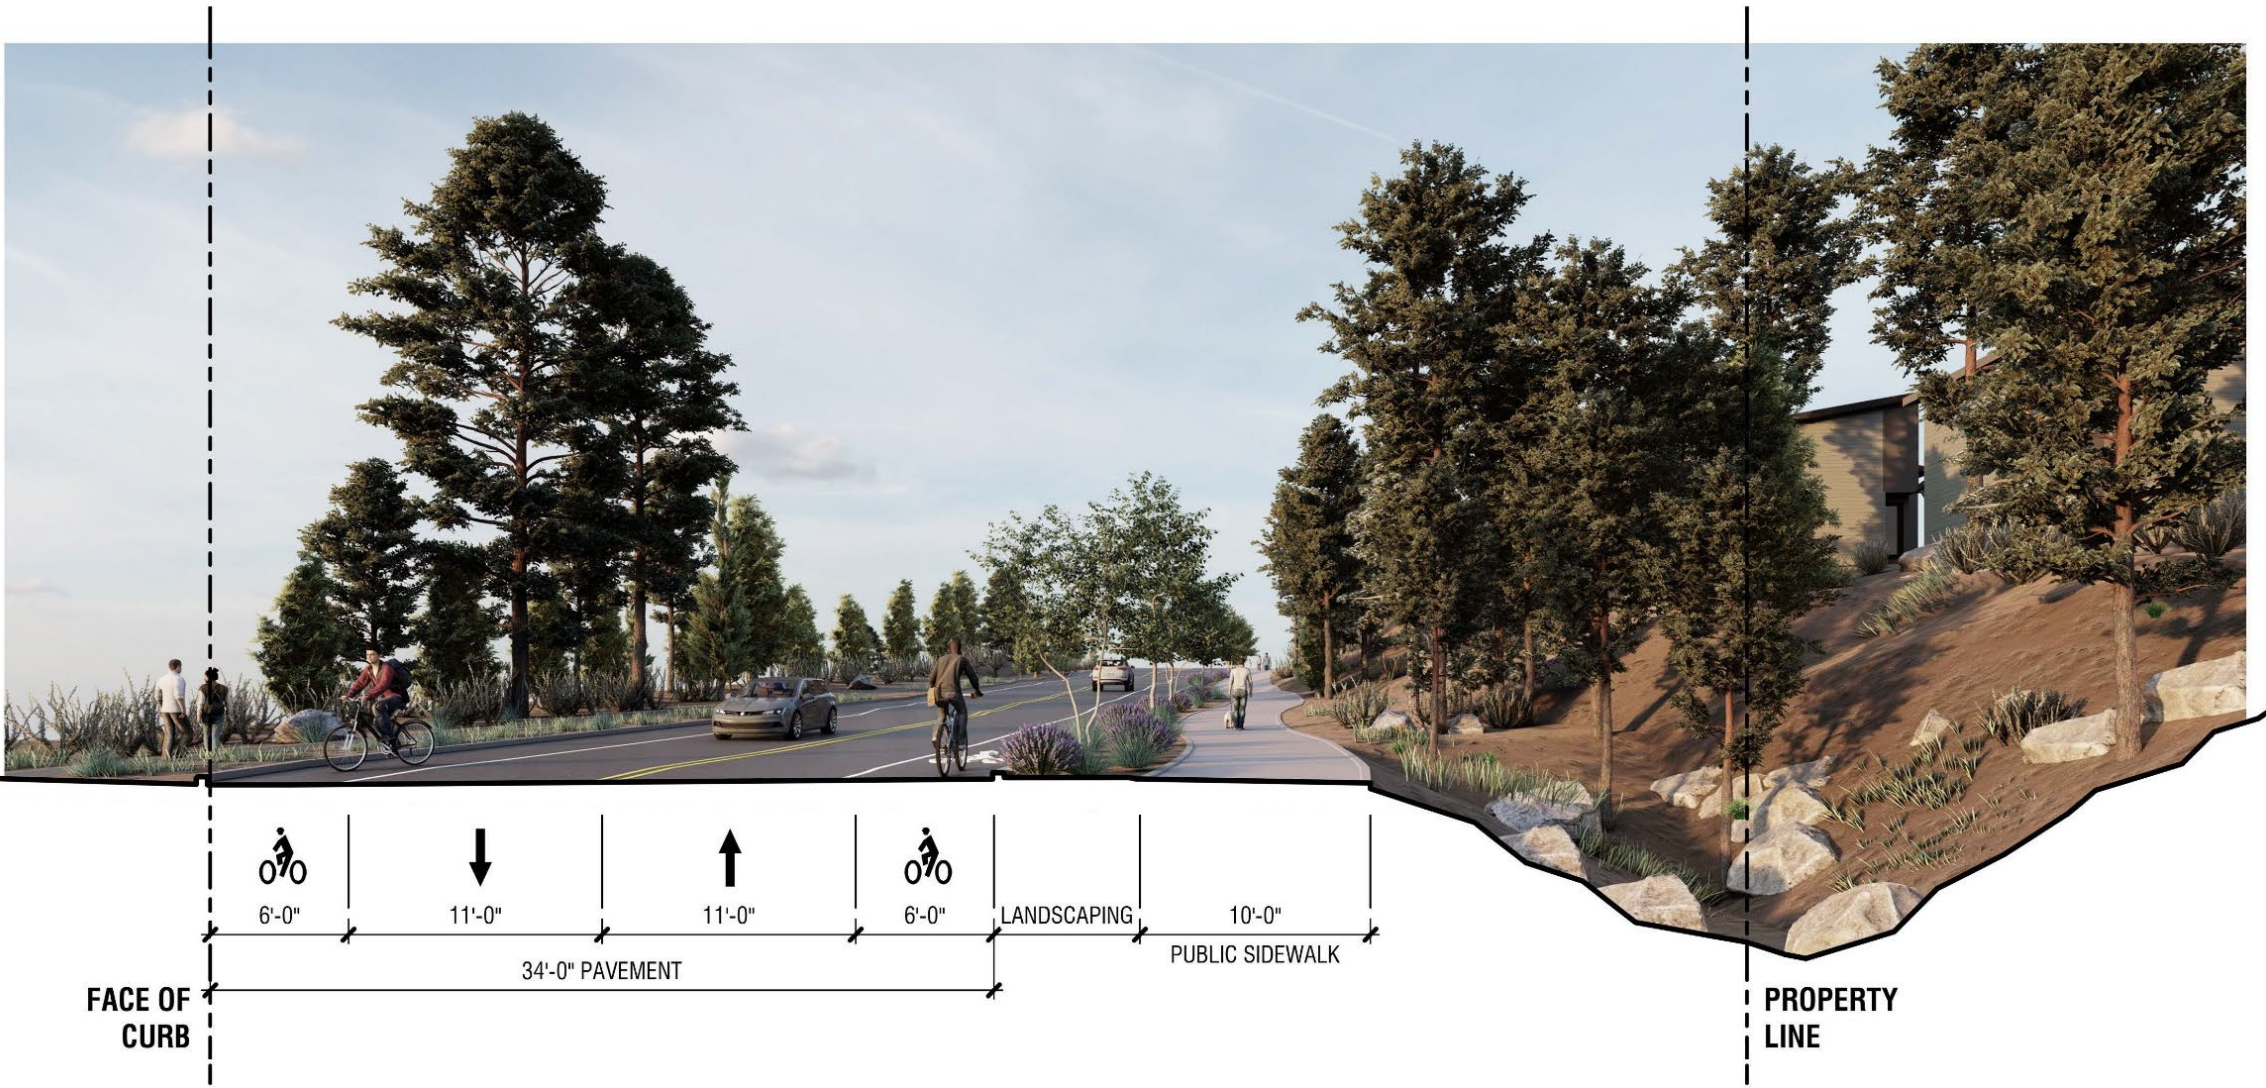 6'-0"
11'-0"
11'-0"
6'-0"
LANDSCAPING
10'-0"
PUBLIC SIDEWALK
34'-0" PAVEMENT
FACE OF
CURB
PROPERTY
LINE